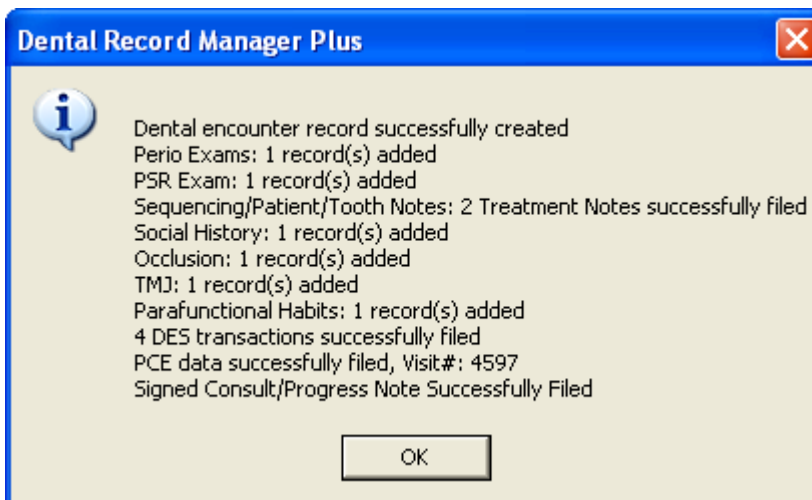 Dental Record Manager Plus
Dental encounter record successfully created
Perio Exams: 1 record(s) added
PSR Exam: 1 record(s) added
Sequencing/Patient/Tooth Notes: 2 Treatment Notes successfully filed
Social History: 1 record(s) added
Occlusion: 1 record(s) added
TMJ: 1 record(s) added
Parafunctional Habits: 1 record(s) added
4 DES transactions successfully filed
PCE data successfully filed, Visit#: 4597
Signed Consult/Progress Note Successfully Filed
OK